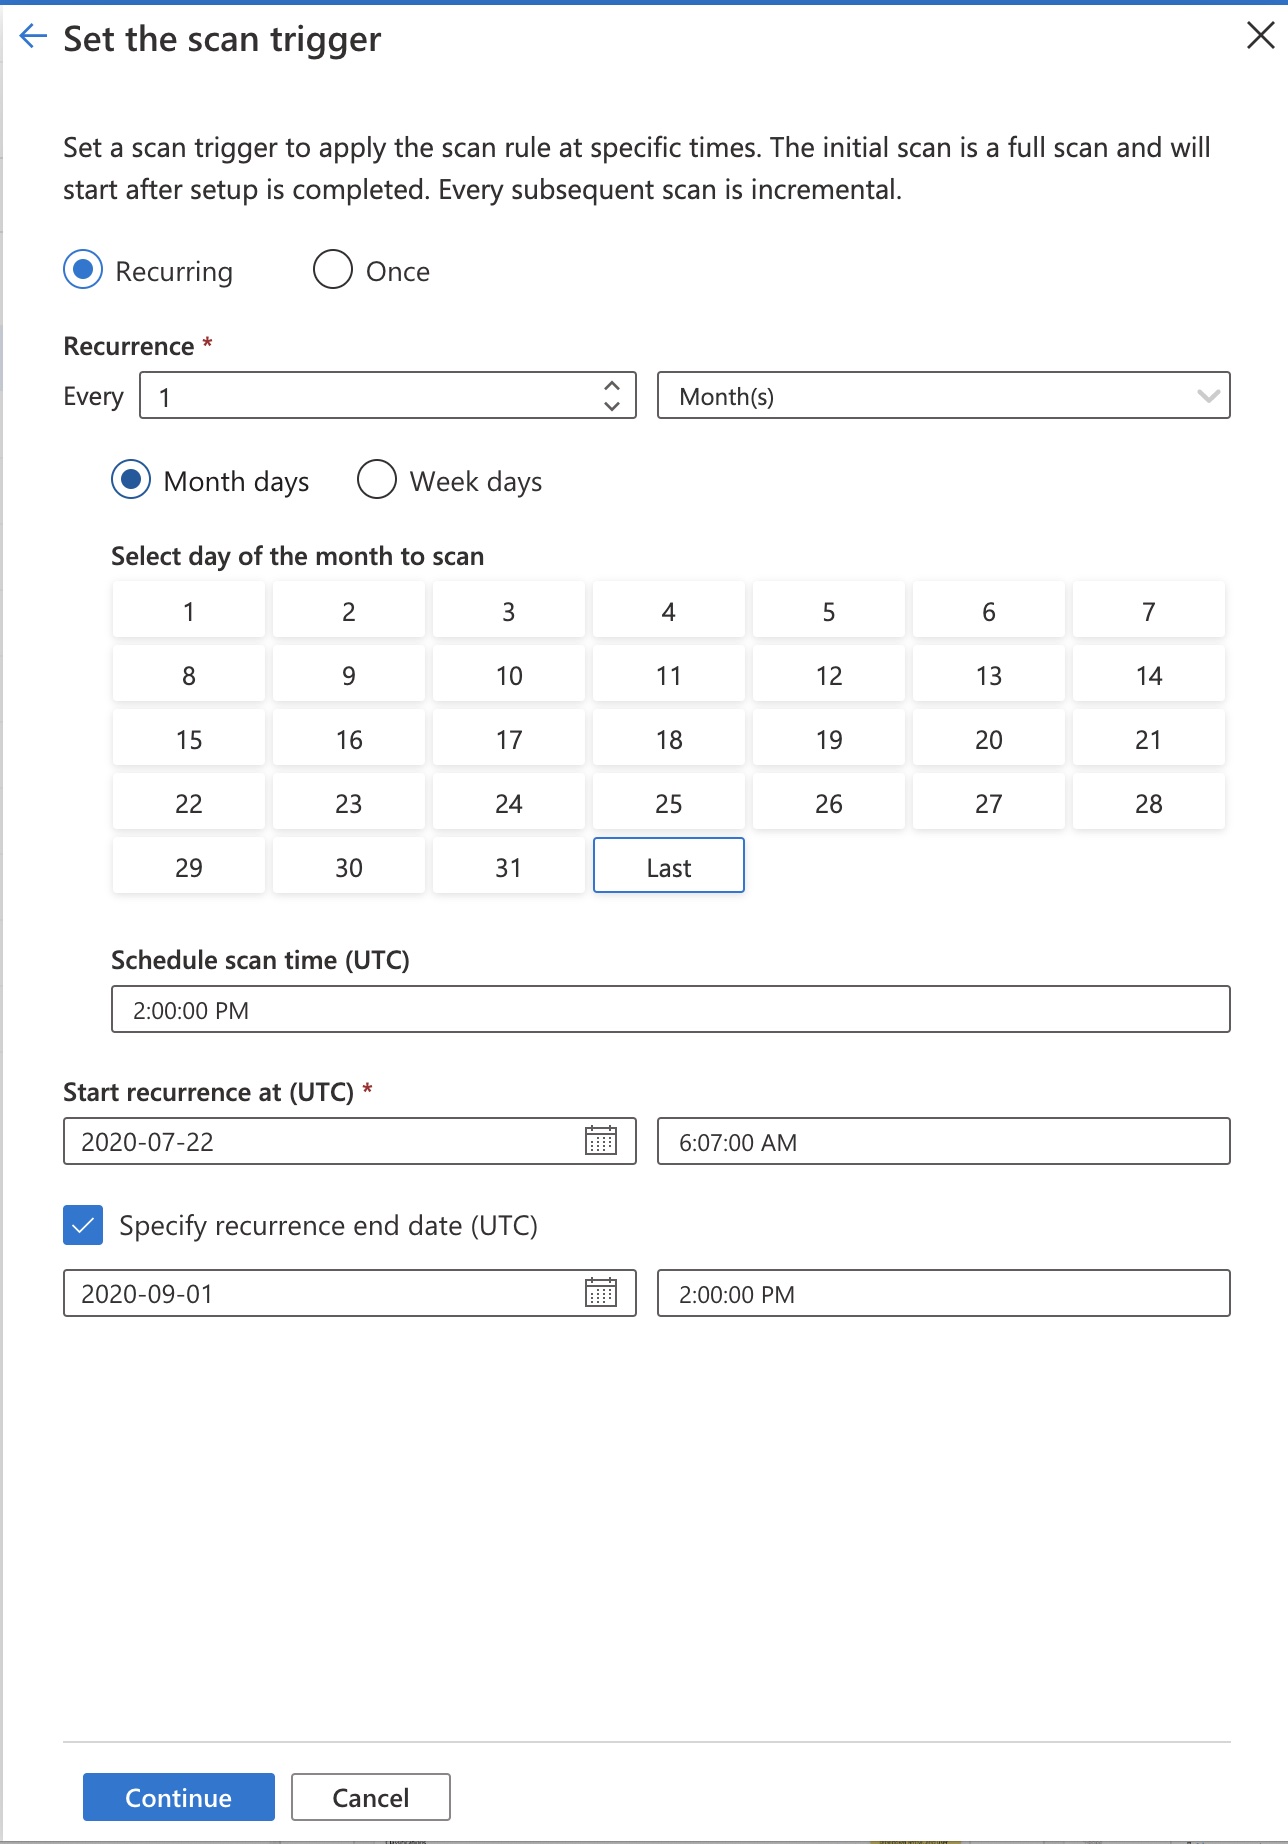 Set the scan trigger
Set a scan trigger to apply the scan rule at specific times. The initial scan is a full scan and will
start after setup is completed. Every subsequent scan is incremental.
Recurring Once
Recurrence *
Every 1 Month(s)
Month days Week days
Select day of the month to scan
1 2 3 4 5 6 7
8 9 10 11 12 13 14
15 16 17 18 19 20 21
22 23 24 25 26 27 28
29 30 31 Last
Schedule scan time (UTC)
2:00:00 PM
Start recurrence at (UTC) *
2020-07-22 6:07:00 AM
Specify recurrence end date (UTC)
2020-09-01 2:00:00 PM
Continue Cancel